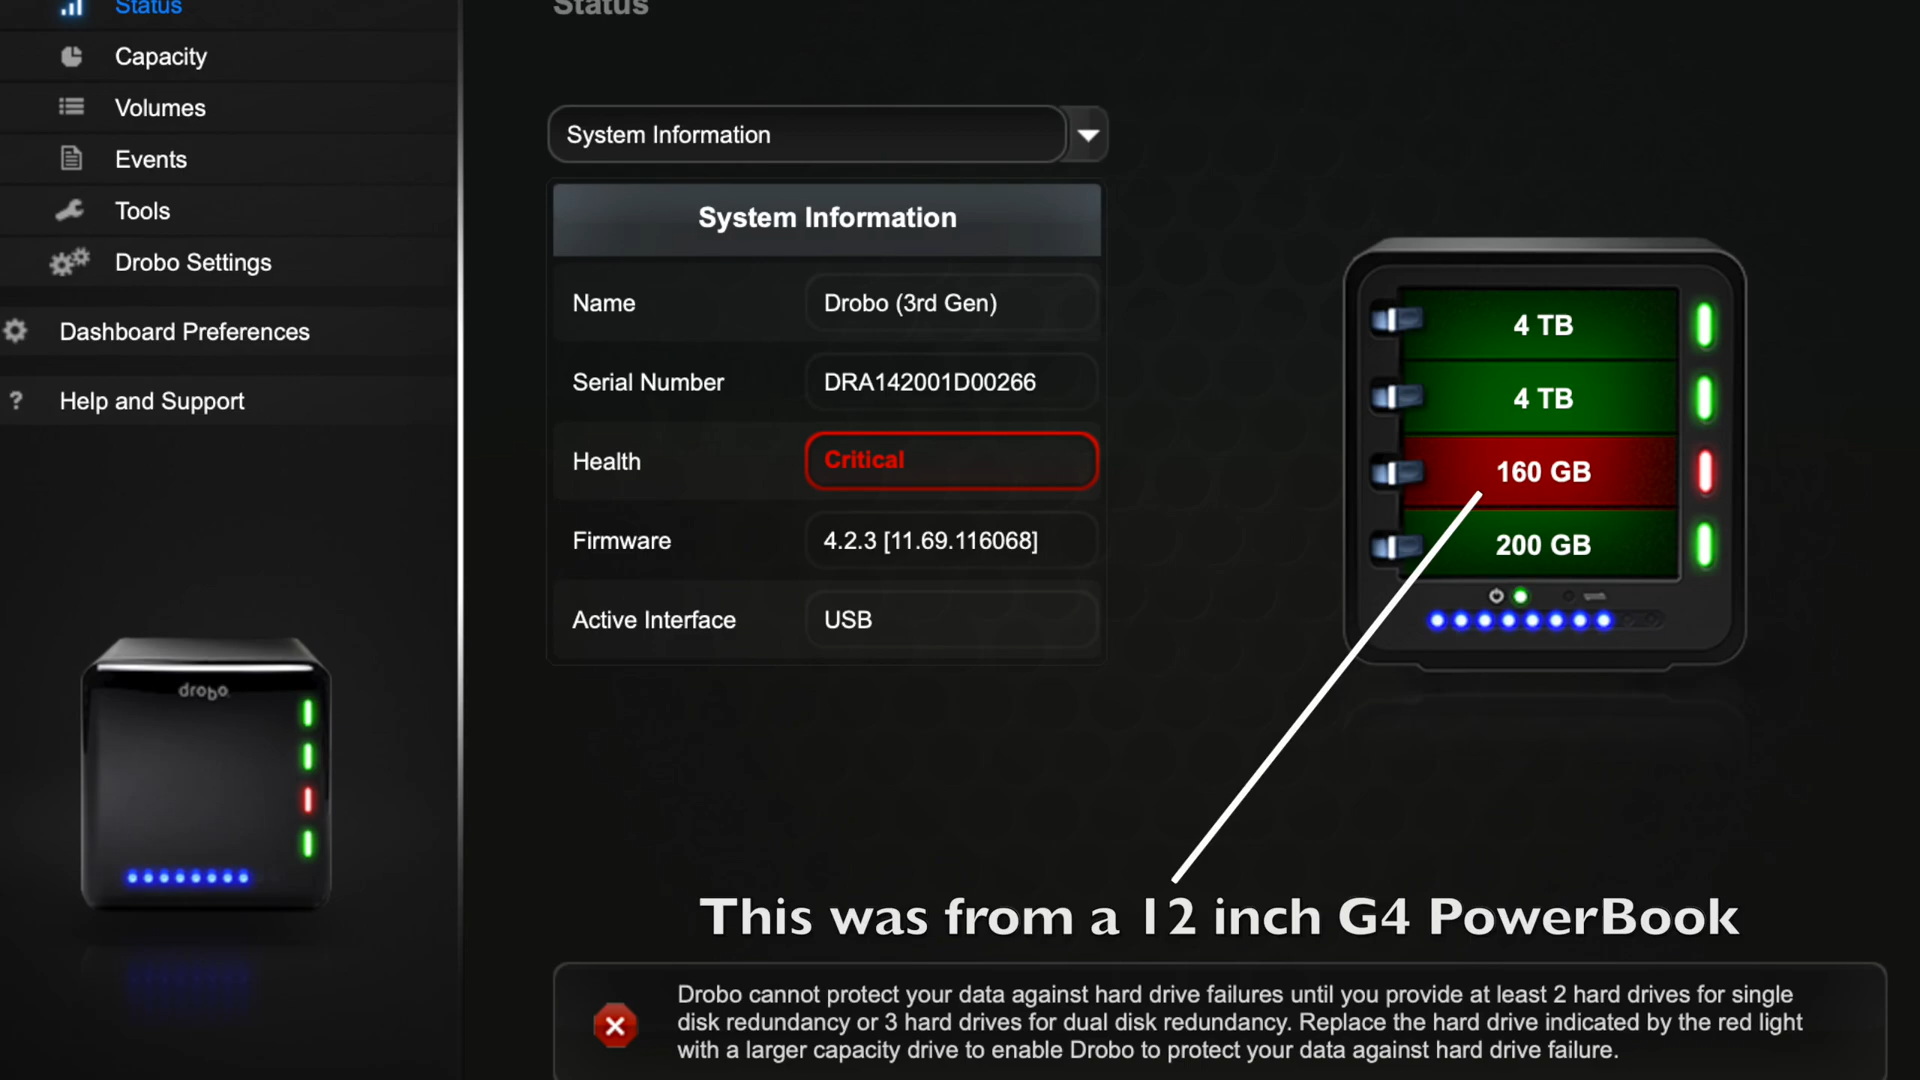 Status
Capacity
Volumes
Events
Tools
Drobo Settings
Dashboard Preferences
? Help and Support
drobo
Status
System Information
System Information
Name Drobo (3rd Gen)
Serial Number DRA142001D00266
Health Critical
Firmware 4.2.3 [11.69.116068]
Active Interface USB
4 TB
4 TB
160 GB
200 GB
This was from a 12 inch G4 PowerBook
Drobo cannot protect your data against hard drive failures until you provide at least 2 hard drives for single
disk redundancy or 3 hard drives for dual disk redundancy. Replace the hard drive indicated by the red light
with a larger capacity drive to enable Drobo to protect your data against hard drive failure.